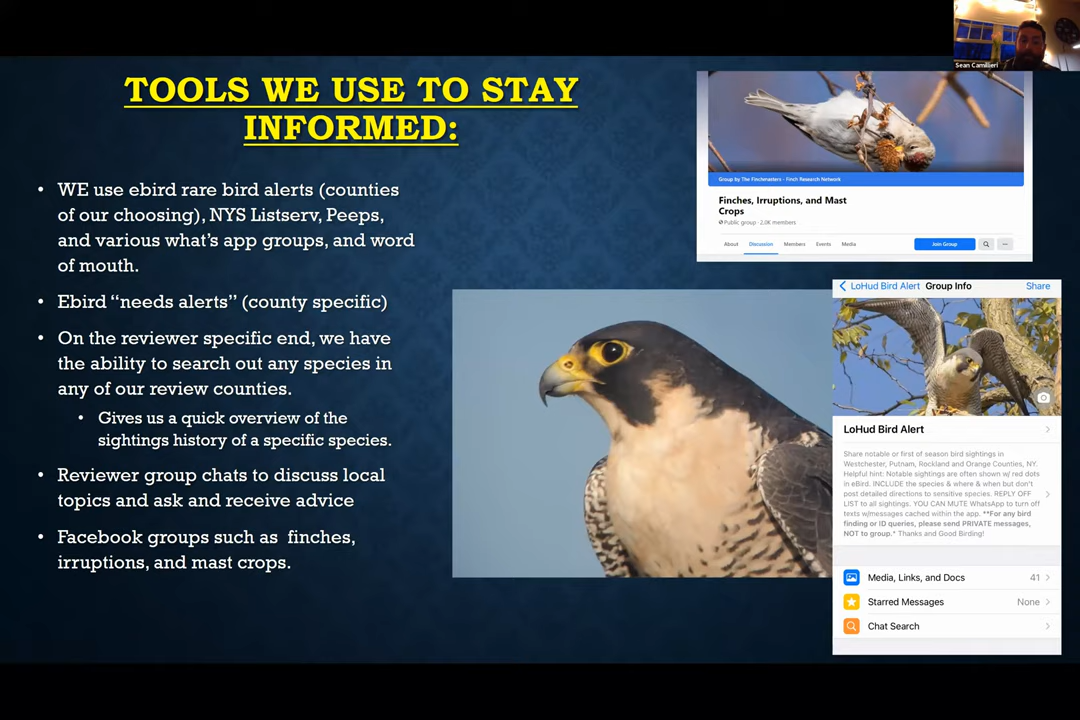 Sean Camillieri
TOOLS WE USE TO STAY
INFORMED:
• WE use ebird rare bird alerts (counties
of our choosing), NYS Listserv, Peeps,
and various what's app groups, and word
of mouth.
• Ebird “needs alerts” (county specific)
• On the reviewer specific end, we have
the ability to search out any species in
any of our review counties.
• Gives us a quick overview of the
sightings history of a specific species.
• Reviewer group chats to discuss local
topics and ask and receive advice
• Facebook groups such as finches,
irruptions, and mast crops.
Group by The Finchmasters - Finch Research Network
Finches, Irruptions, and Mast
Crops
Public group · 2.0K members
About Discussion Members Events Media Join Group
LoHud Bird Alert Group Info Share
LoHud Bird Alert
Share notable or first of season bird sightings in
Westchester, Putnam, Rockland and Orange Counties, NY.
Helpful hint: Notable sightings are often shown w/ red dots
in eBird. INCLUDE the species & where & when but don't
post detailed directions to sensitive species. REPLY OFF
LIST to all sightings. YOU CAN MUTE WhatsApp to turn off
texts w/messages cached within the app. **For any bird
finding or ID queries, please send PRIVATE messages,
NOT to group.* Thanks and Good Birding!
Media, Links, and Docs 41
Starred Messages None
Chat Search